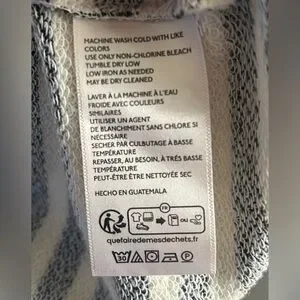 MACHINE WASH COLD WITH LIKE
COLORS
USE ONLY NON-CHLORINE BLEACH
TUMBLE DRY LOW
LOW IRON AS NEEDED
MAY BE DRY CLEANED
LAVER À LA MACHINE À L'EAU
FROIDE AVEC COULEURS
SIMILAIRES
UTILISER UN AGENT
DE BLANCHIMENT SANS CHLORE SI
NÉCESSAIRE
SÉCHER PAR CULBUTAGE À BASSE
TEMPÉRATURE
REPASSER, AU BESOIN, À TRÈS BASSE
TEMPÉRATURE
PEUT-ÊTRE ÊTRE NETTOYÉE SEC
HECHO EN GUATEMALA
FR
OU
quefairedemesdechets.fr
30
P